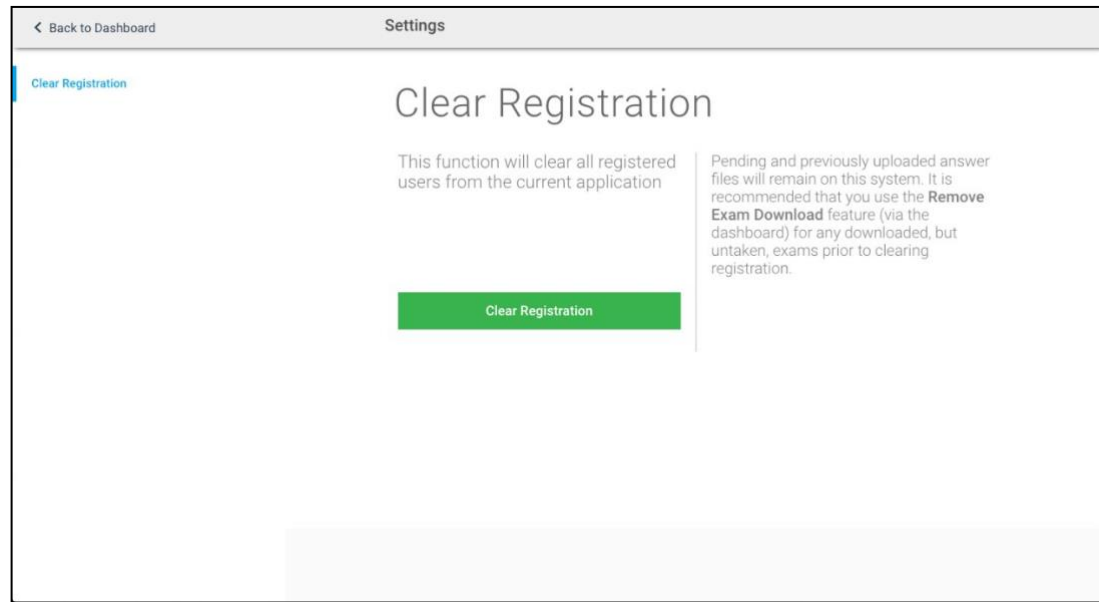 Back to Dashboard
Settings
Clear Registration
Clear Registration
This function will clear all registered
users from the current application
Clear Registration
Pending and previously uploaded answer
files will remain on this system. It is
recommended that you use the Remove
Exam Download feature (via the
dashboard) for any downloaded, but
untaken, exams prior to clearing
registration.